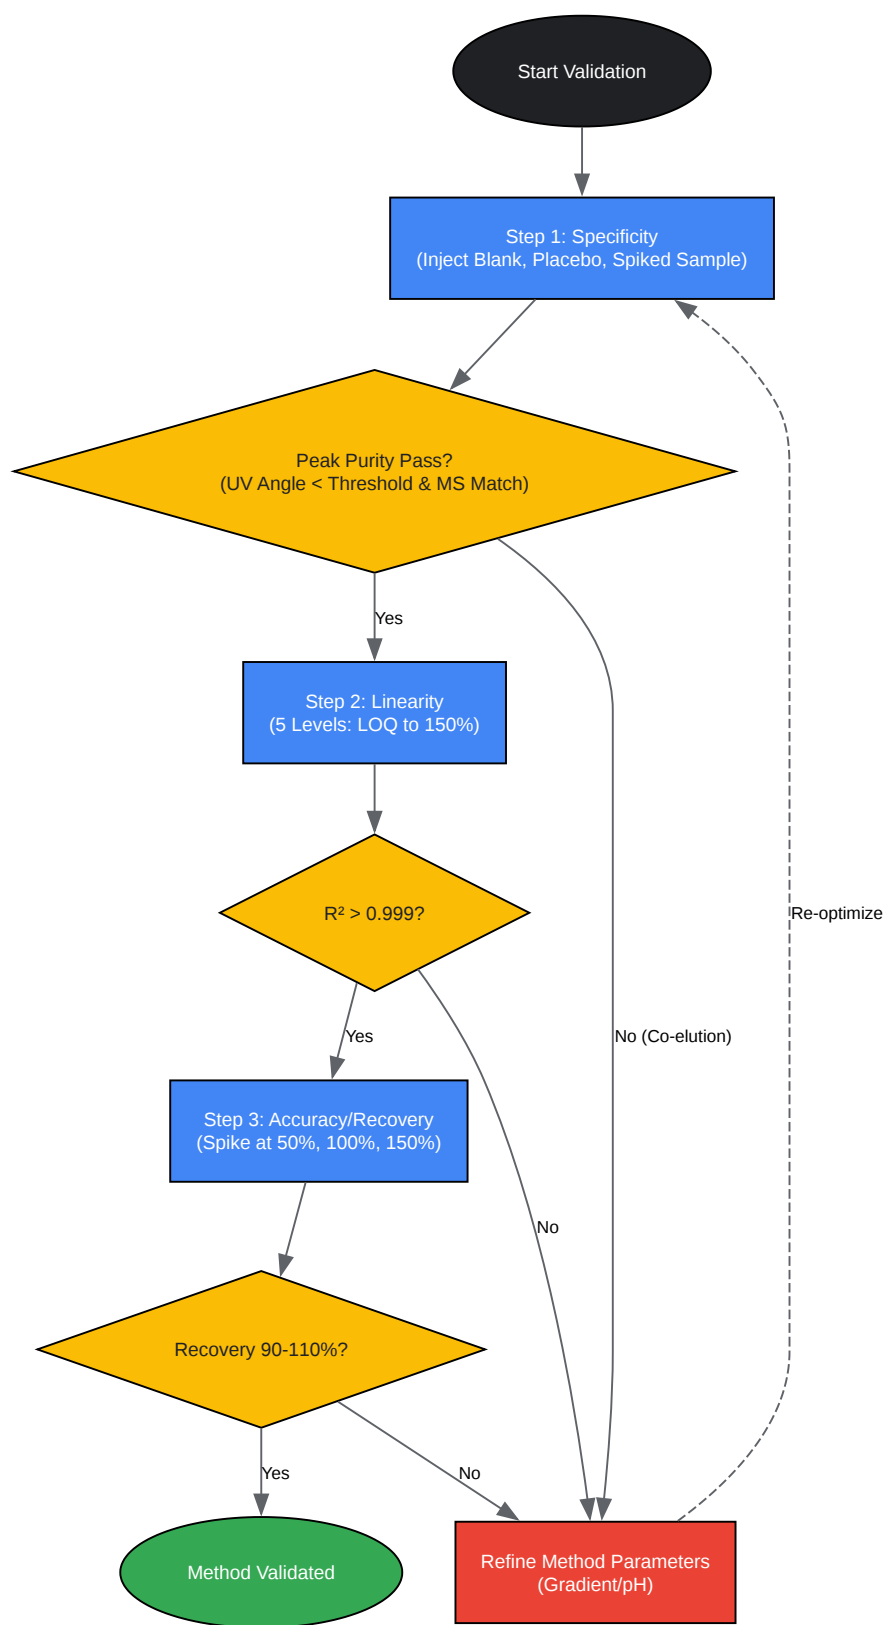 Start Validation
Step 1: Specificity
(Inject Blank, Placebo, Spiked Sample)
Peak Purity Pass?
(UV Angle < Threshold & MS Match)
Yes
Step 2: Linearity
(5 Levels: LOQ to 150%)
R² > 0.999?
Re-optimize
Yes
No (Co-elution)
Step 3: Accuracy/Recovery
(Spike at 50%, 100%, 150%)
No
Recovery 90-110%?
Yes
No
Method Validated
Refine Method Parameters
(Gradient/pH)